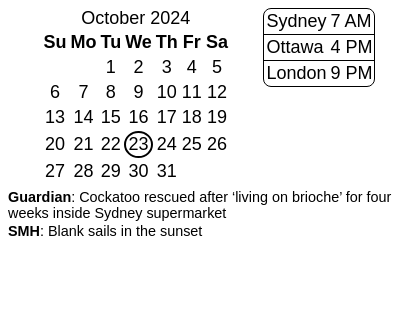 October 2024
Su Mo Tu We Th Fr Sa
1 2 3 4 5
6 7 8 9 10 11 12
13 14 15 16 17 18 19
20 21 22 23 24 25 26
27 28 29 30 31
Sydney 7 AM
Ottawa 4 PM
London 9 PM
Guardian: Cockatoo rescued after ‘living on brioche’ for four
weeks inside Sydney supermarket
SMH: Blank sails in the sunset